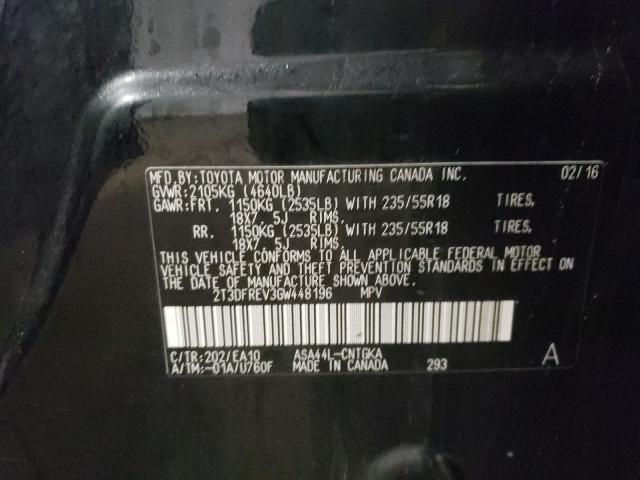 MFD.BY:TOYOTA MOTOR MANUFACTURING CANADA INC. 02/16
GVWR:2105KG (4640LB)
GAWR:FRT. 1150KG (2535LB) WITH 235/55R18 TIRES,
18X7.5J RIMS,
RR. 1150KG (2535LB) WITH 235/55R18 TIRES,
18X7.5J RIMS,
THIS VEHICLE CONFORMS TO ALL APPLICABLE FEDERAL MOTOR
VEHICLE SAFETY AND THEFT PREVENTION STANDARDS IN EFFECT ON
THE DATE OF MANUFACTURE SHOWN ABOVE.
2T3DFREV3GW448196 MPV
C/TR:202/EA10 ASA44L-CNTGKA A
A/TM:-01A/U760F MADE IN CANADA 293